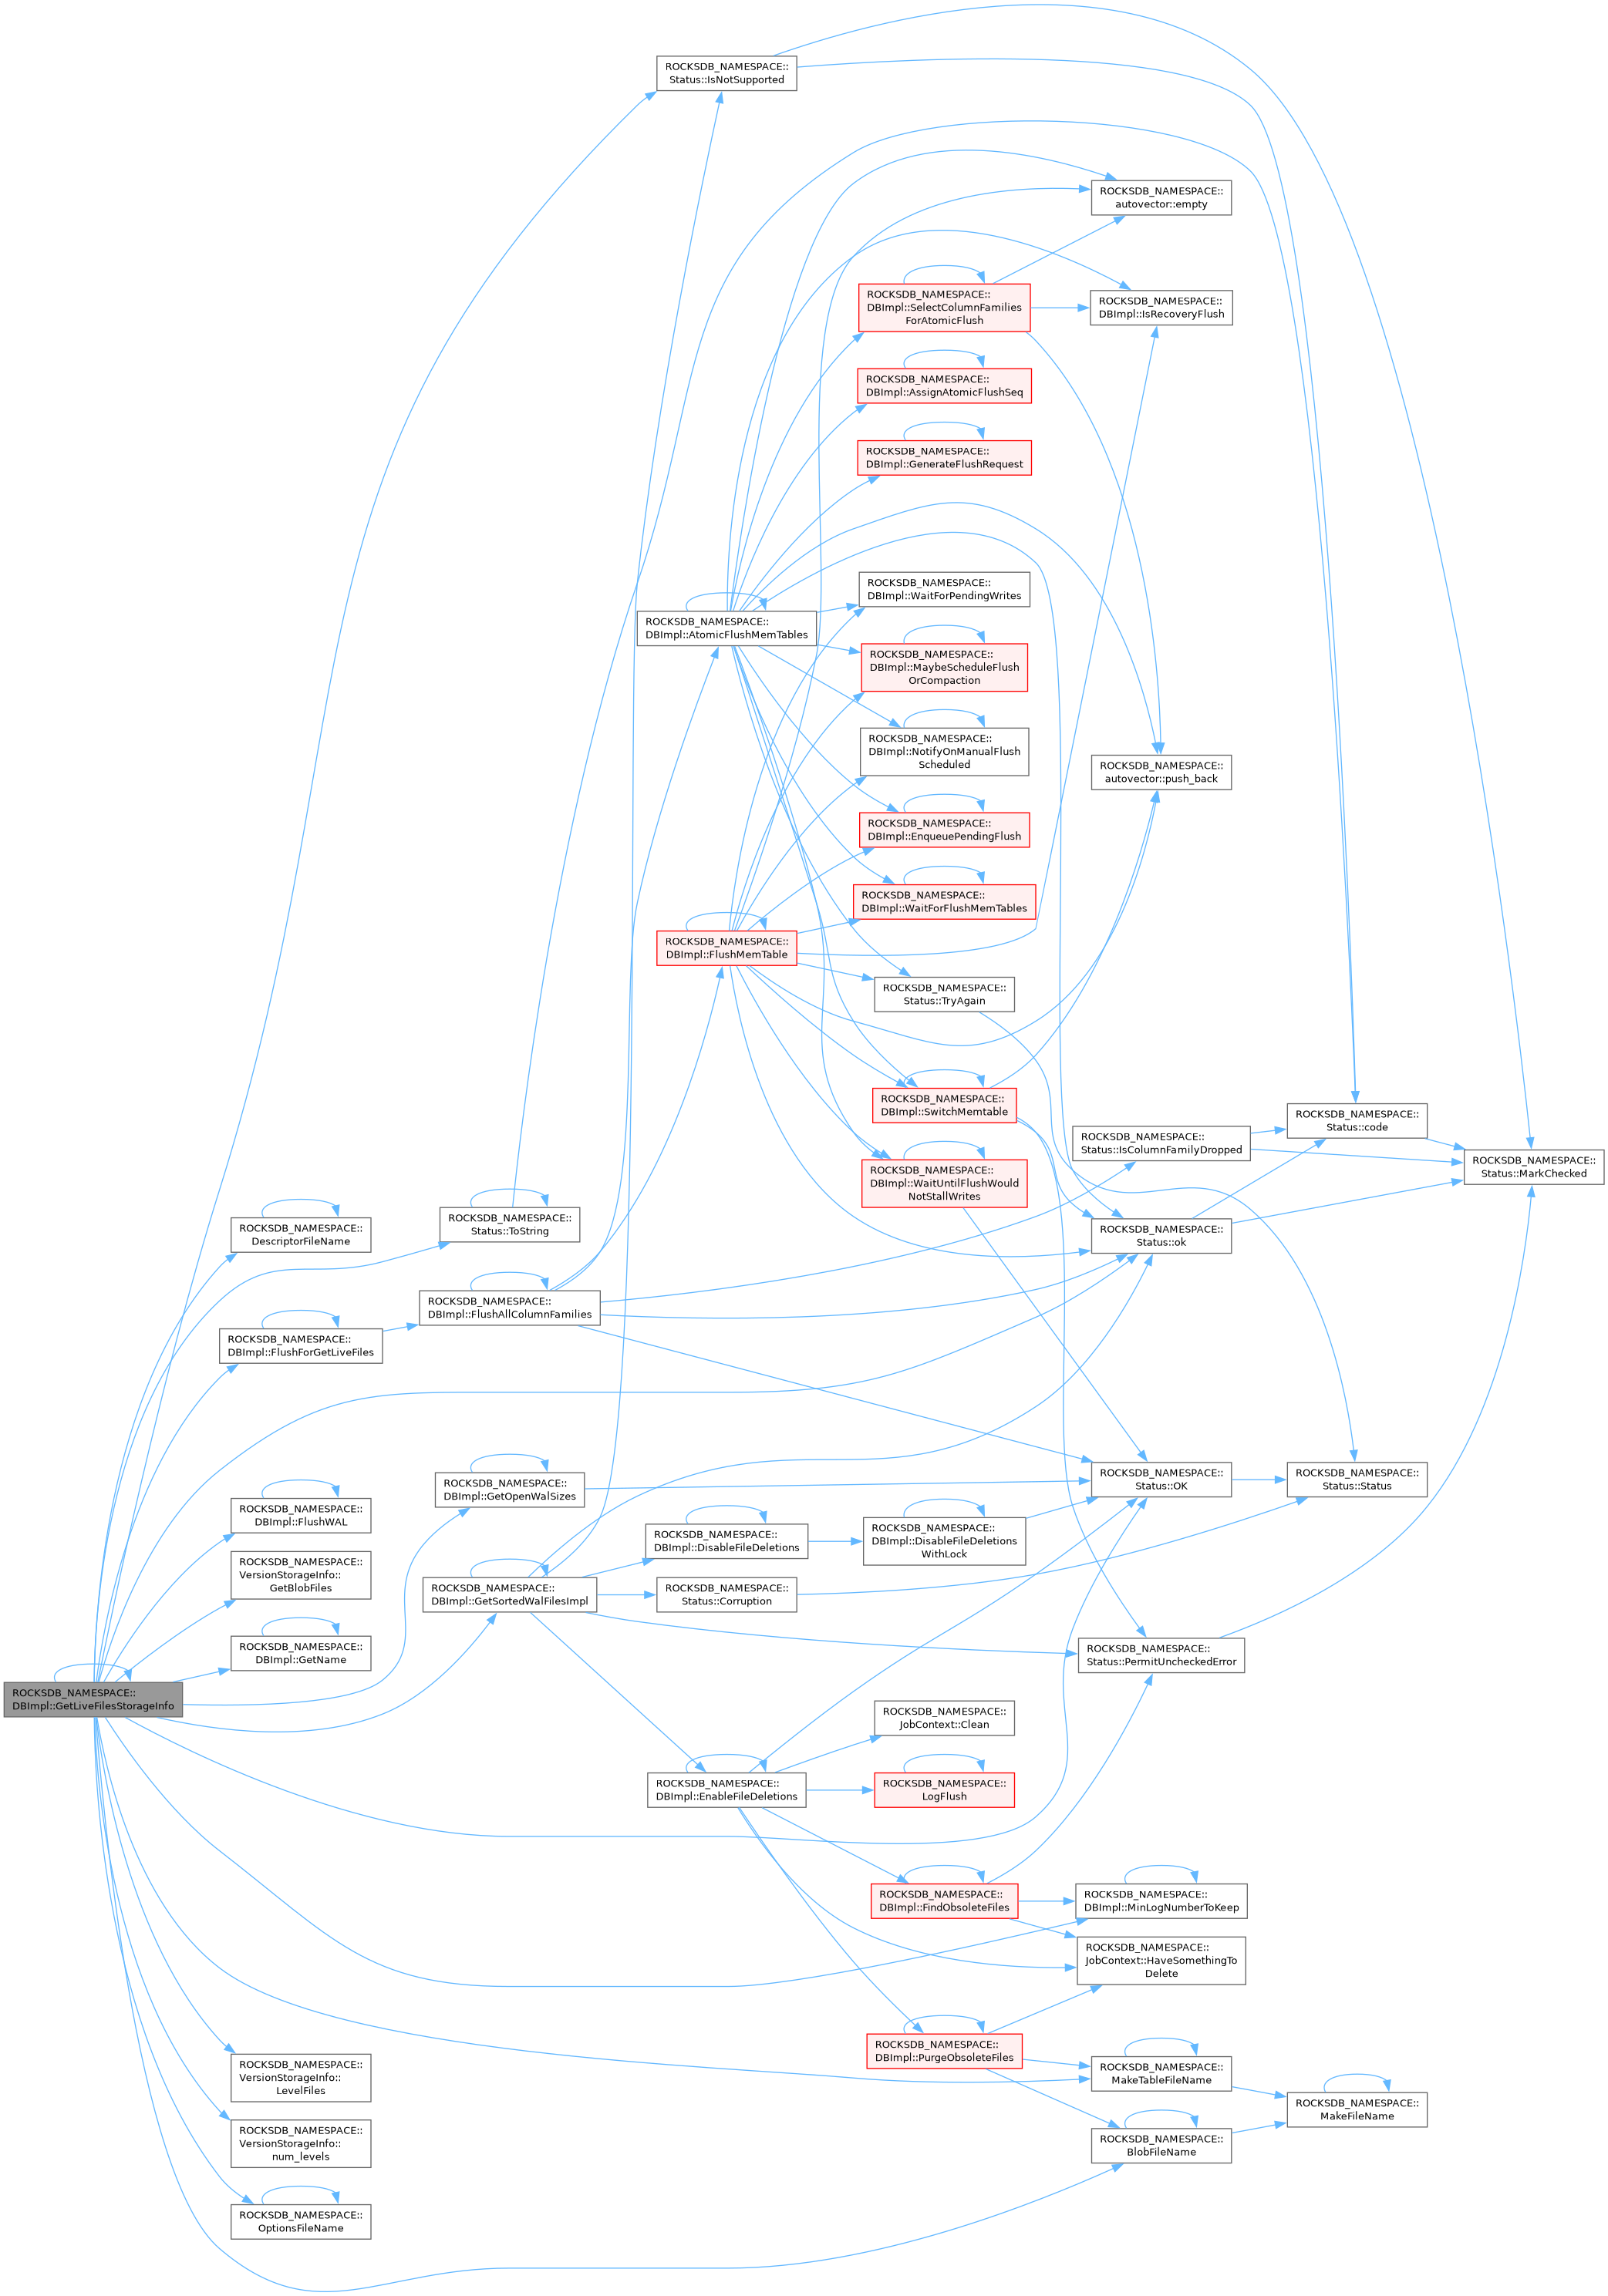 ROCKSDB_NAMESPACE::
Status::IsNotSupported
ROCKSDB_NAMESPACE::
autovector::empty
ROCKSDB_NAMESPACE::
DBImpl::SelectColumnFamilies
ForAtomicFlush
ROCKSDB_NAMESPACE::
DBImpl::IsRecoveryFlush
ROCKSDB_NAMESPACE::
DBImpl::AssignAtomicFlushSeq
ROCKSDB_NAMESPACE::
DBImpl::GenerateFlushRequest
ROCKSDB_NAMESPACE::
DBImpl::WaitForPendingWrites
ROCKSDB_NAMESPACE::
DBImpl::AtomicFlushMemTables
ROCKSDB_NAMESPACE::
DBImpl::MaybeScheduleFlush
OrCompaction
ROCKSDB_NAMESPACE::
DBImpl::NotifyOnManualFlush
Scheduled
ROCKSDB_NAMESPACE::
autovector::push_back
ROCKSDB_NAMESPACE::
DBImpl::EnqueuePendingFlush
ROCKSDB_NAMESPACE::
DBImpl::WaitForFlushMemTables
ROCKSDB_NAMESPACE::
DBImpl::FlushMemTable
ROCKSDB_NAMESPACE::
Status::TryAgain
ROCKSDB_NAMESPACE::
DBImpl::SwitchMemtable
ROCKSDB_NAMESPACE::
Status::code
ROCKSDB_NAMESPACE::
Status::IsColumnFamilyDropped
ROCKSDB_NAMESPACE::
Status::MarkChecked
ROCKSDB_NAMESPACE::
DBImpl::WaitUntilFlushWould
NotStallWrites
ROCKSDB_NAMESPACE::
Status::ToString
ROCKSDB_NAMESPACE::
DescriptorFileName
ROCKSDB_NAMESPACE::
Status::ok
ROCKSDB_NAMESPACE::
DBImpl::FlushAllColumnFamilies
ROCKSDB_NAMESPACE::
DBImpl::FlushForGetLiveFiles
ROCKSDB_NAMESPACE::
DBImpl::GetOpenWalSizes
ROCKSDB_NAMESPACE::
Status::OK
ROCKSDB_NAMESPACE::
Status::Status
ROCKSDB_NAMESPACE::
DBImpl::FlushWAL
ROCKSDB_NAMESPACE::
DBImpl::DisableFileDeletions
ROCKSDB_NAMESPACE::
DBImpl::DisableFileDeletions
WithLock
ROCKSDB_NAMESPACE::
VersionStorageInfo::
GetBlobFiles
ROCKSDB_NAMESPACE::
DBImpl::GetSortedWalFilesImpl
ROCKSDB_NAMESPACE::
Status::Corruption
ROCKSDB_NAMESPACE::
DBImpl::GetName
ROCKSDB_NAMESPACE::
Status::PermitUncheckedError
ROCKSDB_NAMESPACE::
DBImpl::GetLiveFilesStorageInfo
ROCKSDB_NAMESPACE::
JobContext::Clean
ROCKSDB_NAMESPACE::
DBImpl::EnableFileDeletions
ROCKSDB_NAMESPACE::
LogFlush
ROCKSDB_NAMESPACE::
DBImpl::FindObsoleteFiles
ROCKSDB_NAMESPACE::
DBImpl::MinLogNumberToKeep
ROCKSDB_NAMESPACE::
JobContext::HaveSomethingTo
Delete
ROCKSDB_NAMESPACE::
DBImpl::PurgeObsoleteFiles
ROCKSDB_NAMESPACE::
VersionStorageInfo::
LevelFiles
ROCKSDB_NAMESPACE::
MakeTableFileName
ROCKSDB_NAMESPACE::
MakeFileName
ROCKSDB_NAMESPACE::
VersionStorageInfo::
num_levels
ROCKSDB_NAMESPACE::
BlobFileName
ROCKSDB_NAMESPACE::
OptionsFileName